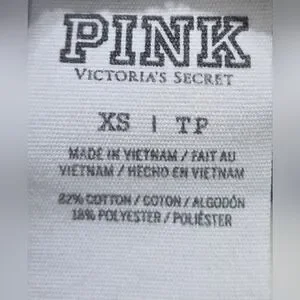 PINK
VICTORIA'S SECRET
XS | TP
MADE IN VIETNAM / FAIT AU
VIETNAM / HECHO EN VIETNAM
82% COTTON / COTON / ALGODÓN
18% POLYESTER / POLIÉSTER